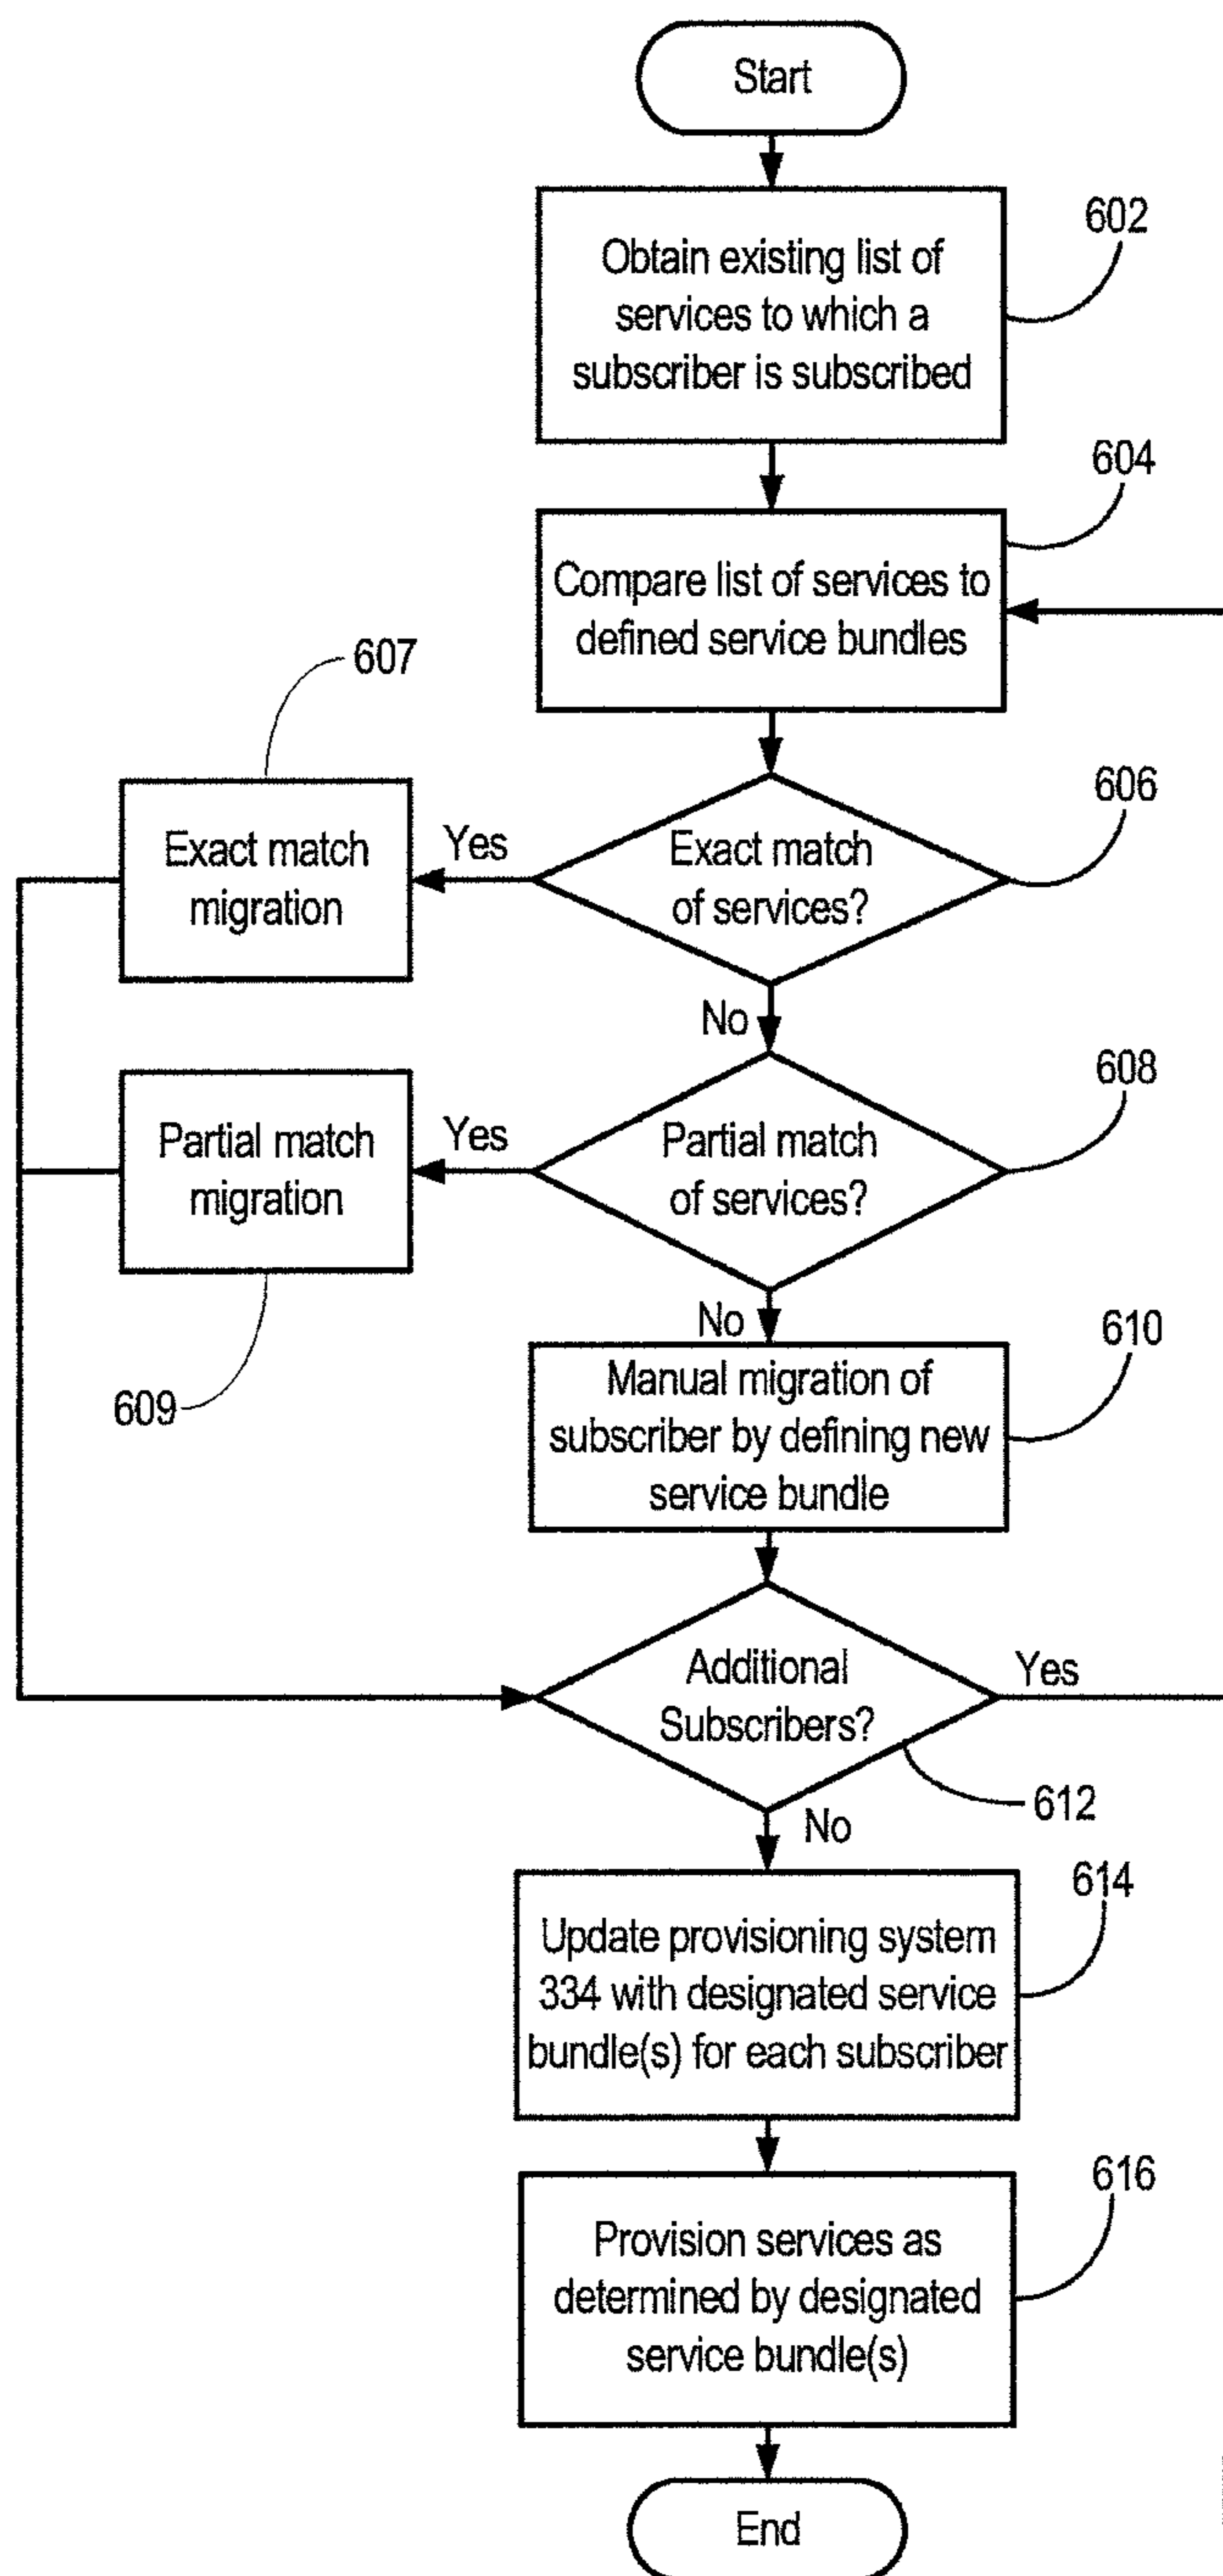 Start
Obtain existing list of
services to which a
subscriber is subscribed
602
604
Compare list of services to
defined service bundles
607
606
Exact match
migration
Yes
Exact match
of services?
No
608
Partial match
migration
Yes
Partial match
of services?
609
No
610
Manual migration of
subscriber by defining new
service bundle
Additional
Subscribers?
Yes
612
No
614
Update provisioning system
334 with designated service
bundle(s) for each subscriber
616
Provision services as
determined by designated
service bundle(s)
End